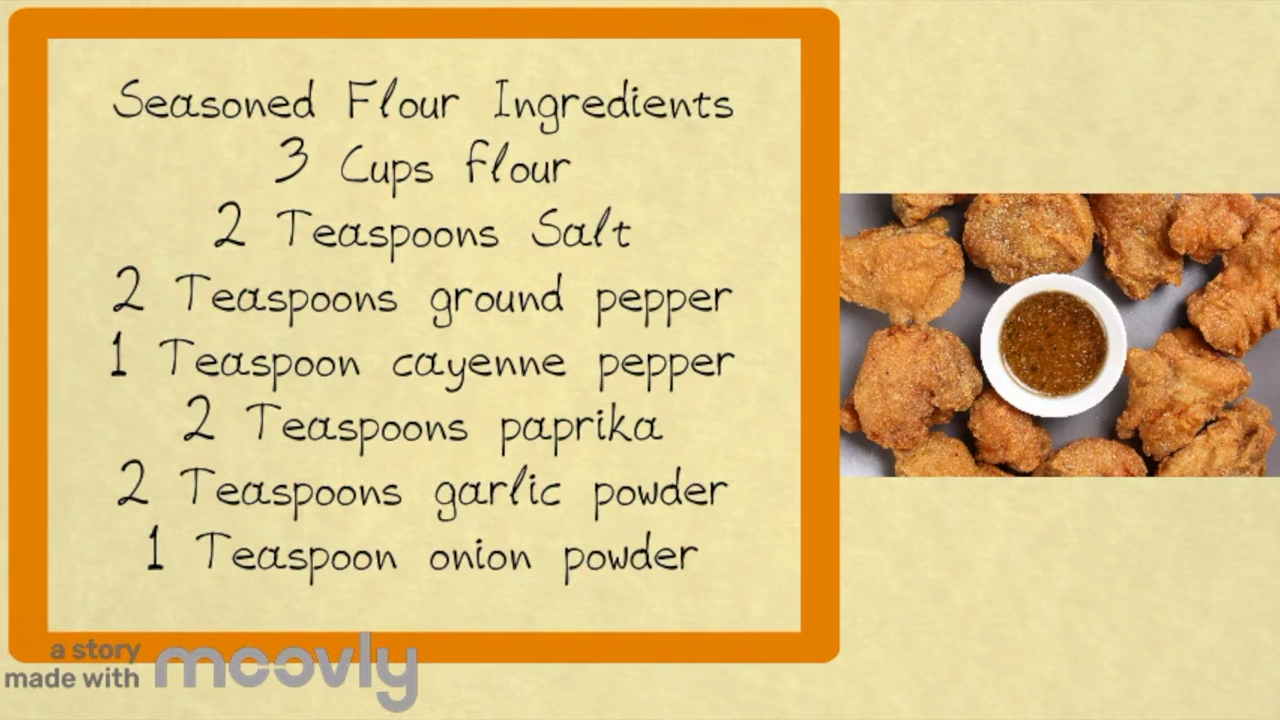 Seasoned Flour Ingredients
3 Cups flour
2 Teaspoons Salt
2 Teaspoons ground pepper
1 Teaspoon cayenne pepper
2 Teaspoons paprika
2 Teaspoons garlic powder
1 Teaspoon onion powder
a story
made with moovly